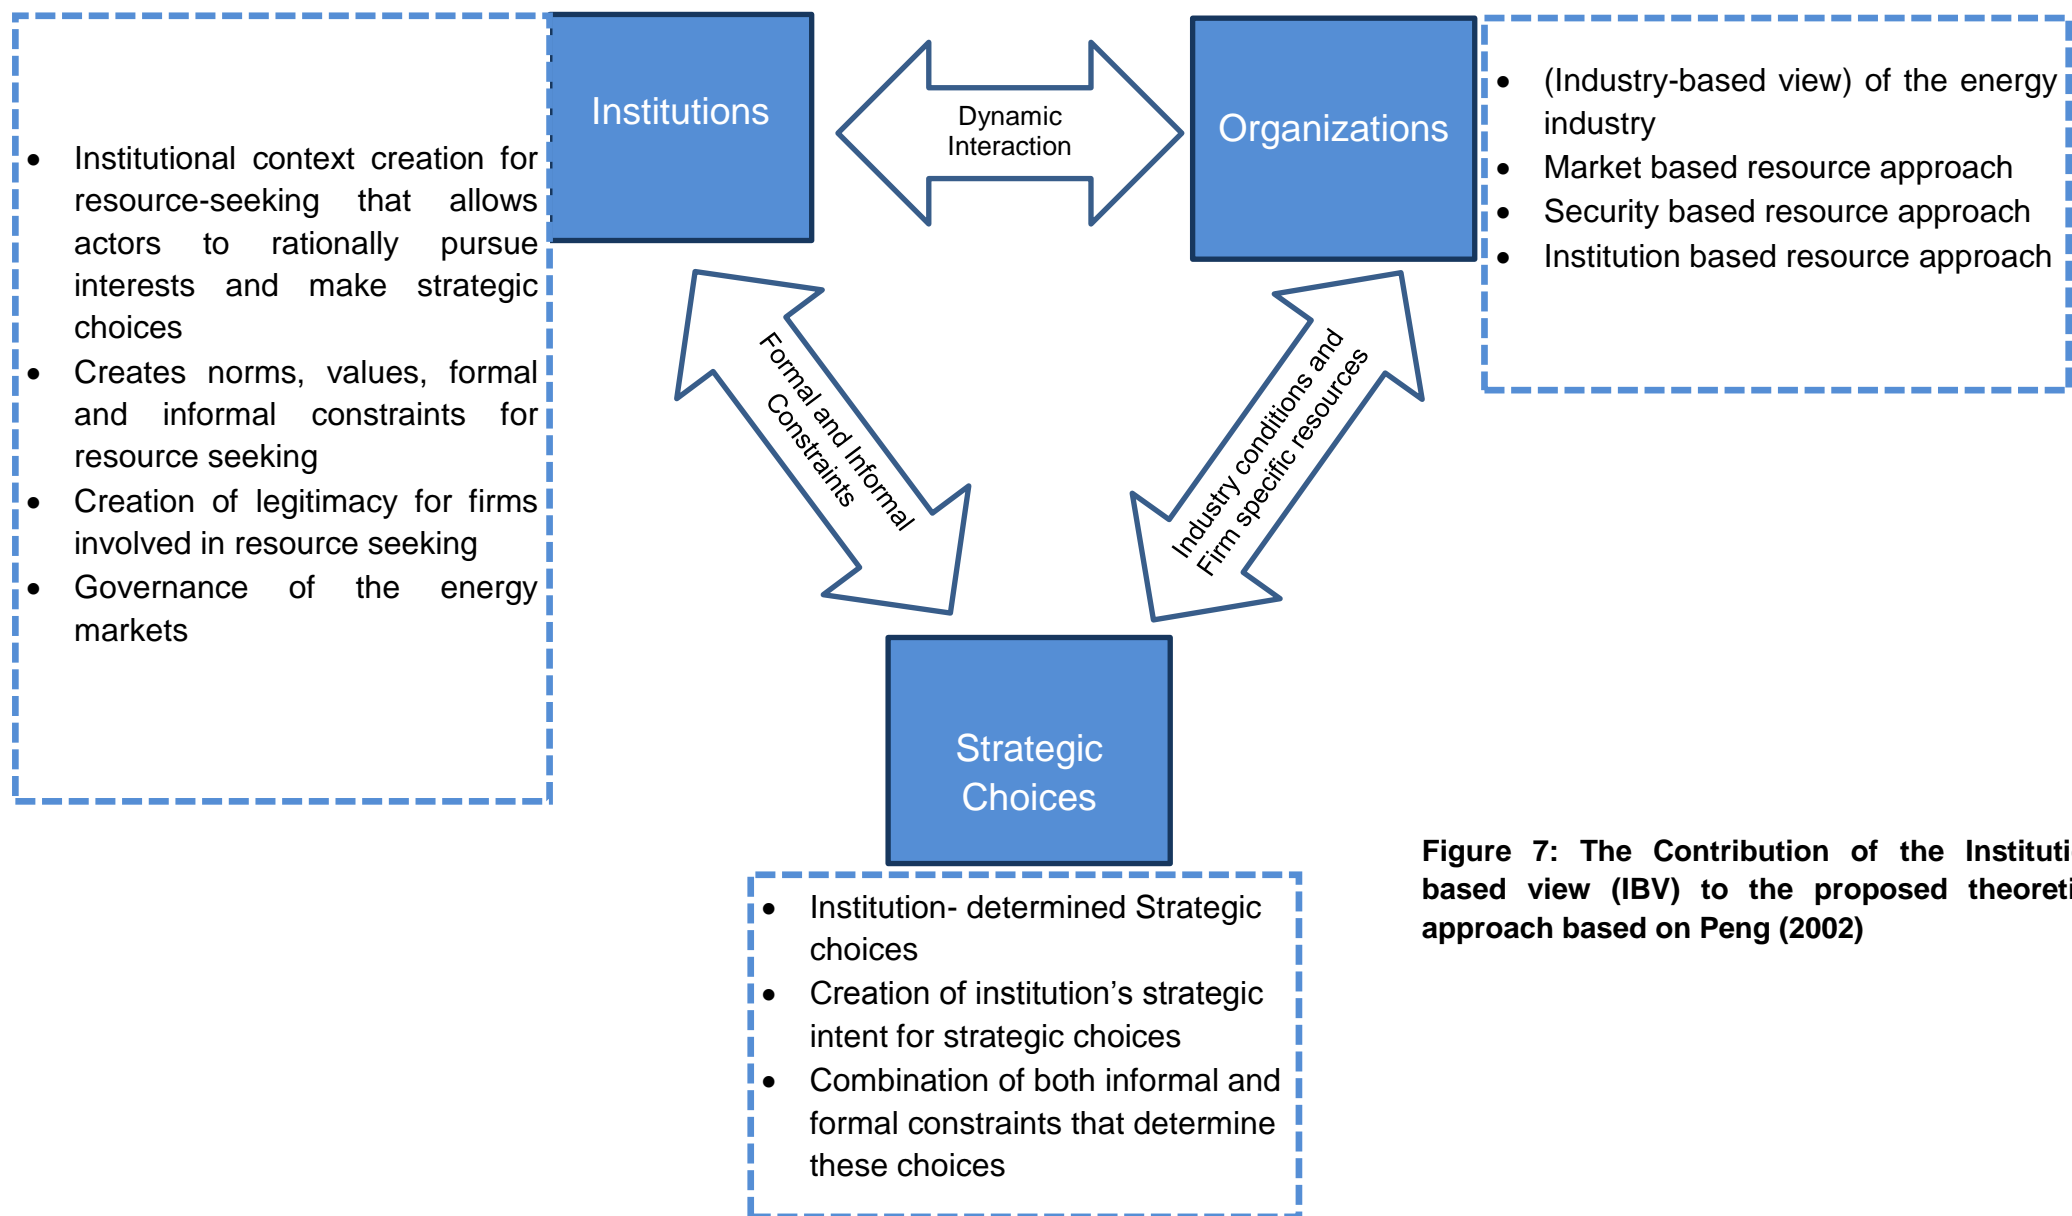 Institutions
• Institutional context creation for
resource-seeking that allows
actors to rationally pursue
interests and make strategic
choices
• Creates norms, values, formal
and informal constraints for
resource seeking
• Creation of legitimacy for firms
involved in resource seeking
• Governance of the energy
markets
Dynamic
Interaction
Organizations
• (Industry-based view) of the energy
industry
• Market based resource approach
• Security based resource approach
• Institution based resource approach
Formal and Informal
Constraints
Industry conditions and
Firm specific resources
Strategic
Choices
• Institution- determined Strategic
choices
• Creation of institution’s strategic
intent for strategic choices
• Combination of both informal and
formal constraints that determine
these choices
Figure 7: The Contribution of the Instituti
based view (IBV) to the proposed theoreti
approach based on Peng (2002)